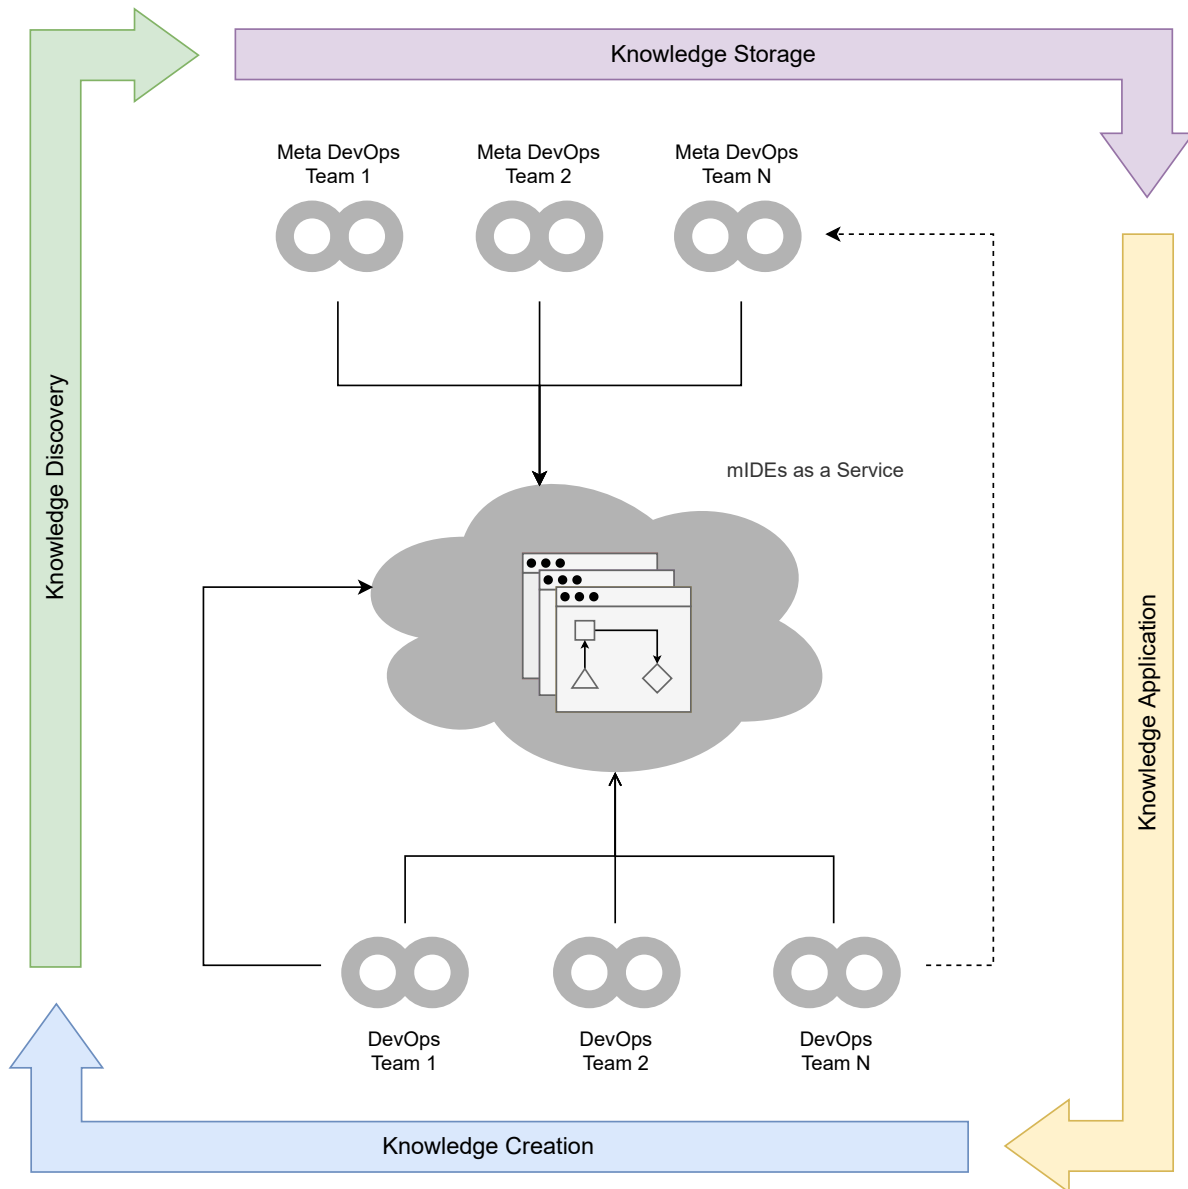 Knowledge Storage
Meta DevOps
Team 1
Meta DevOps
Team 2
Meta DevOps
Team N
Knowledge Discovery
mIDEs as a Service
Knowledge Application
DevOps
Team 1
DevOps
Team 2
DevOps
Team N
Knowledge Creation